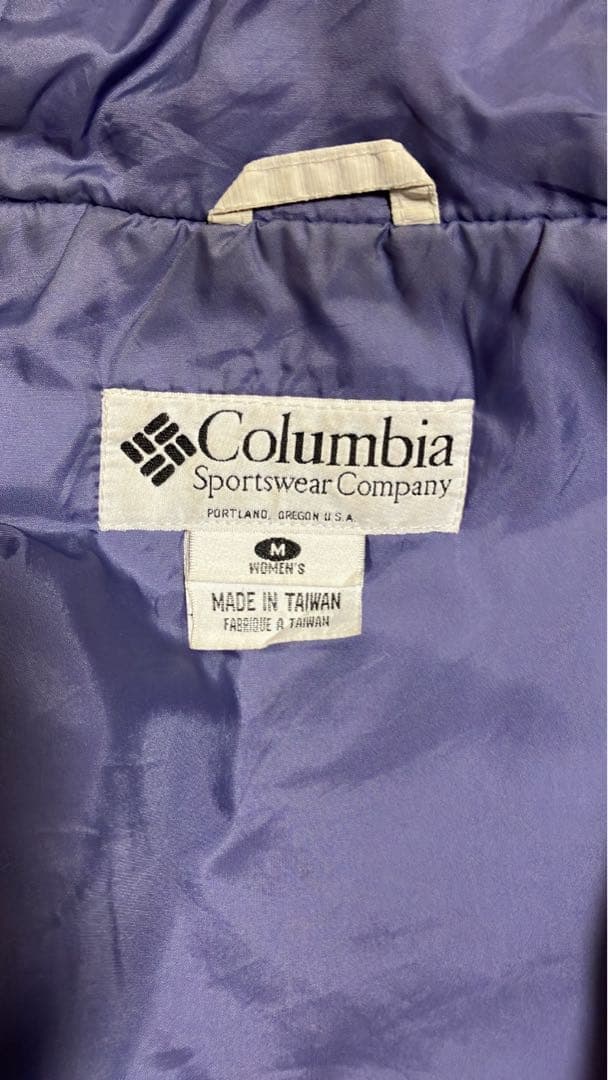 Columbia
Sportswear Company
PORTLAND, OREGON U.S.A.
M
WOMEN'S
MADE IN TAIWAN
FABRIQUE A TAIWAN